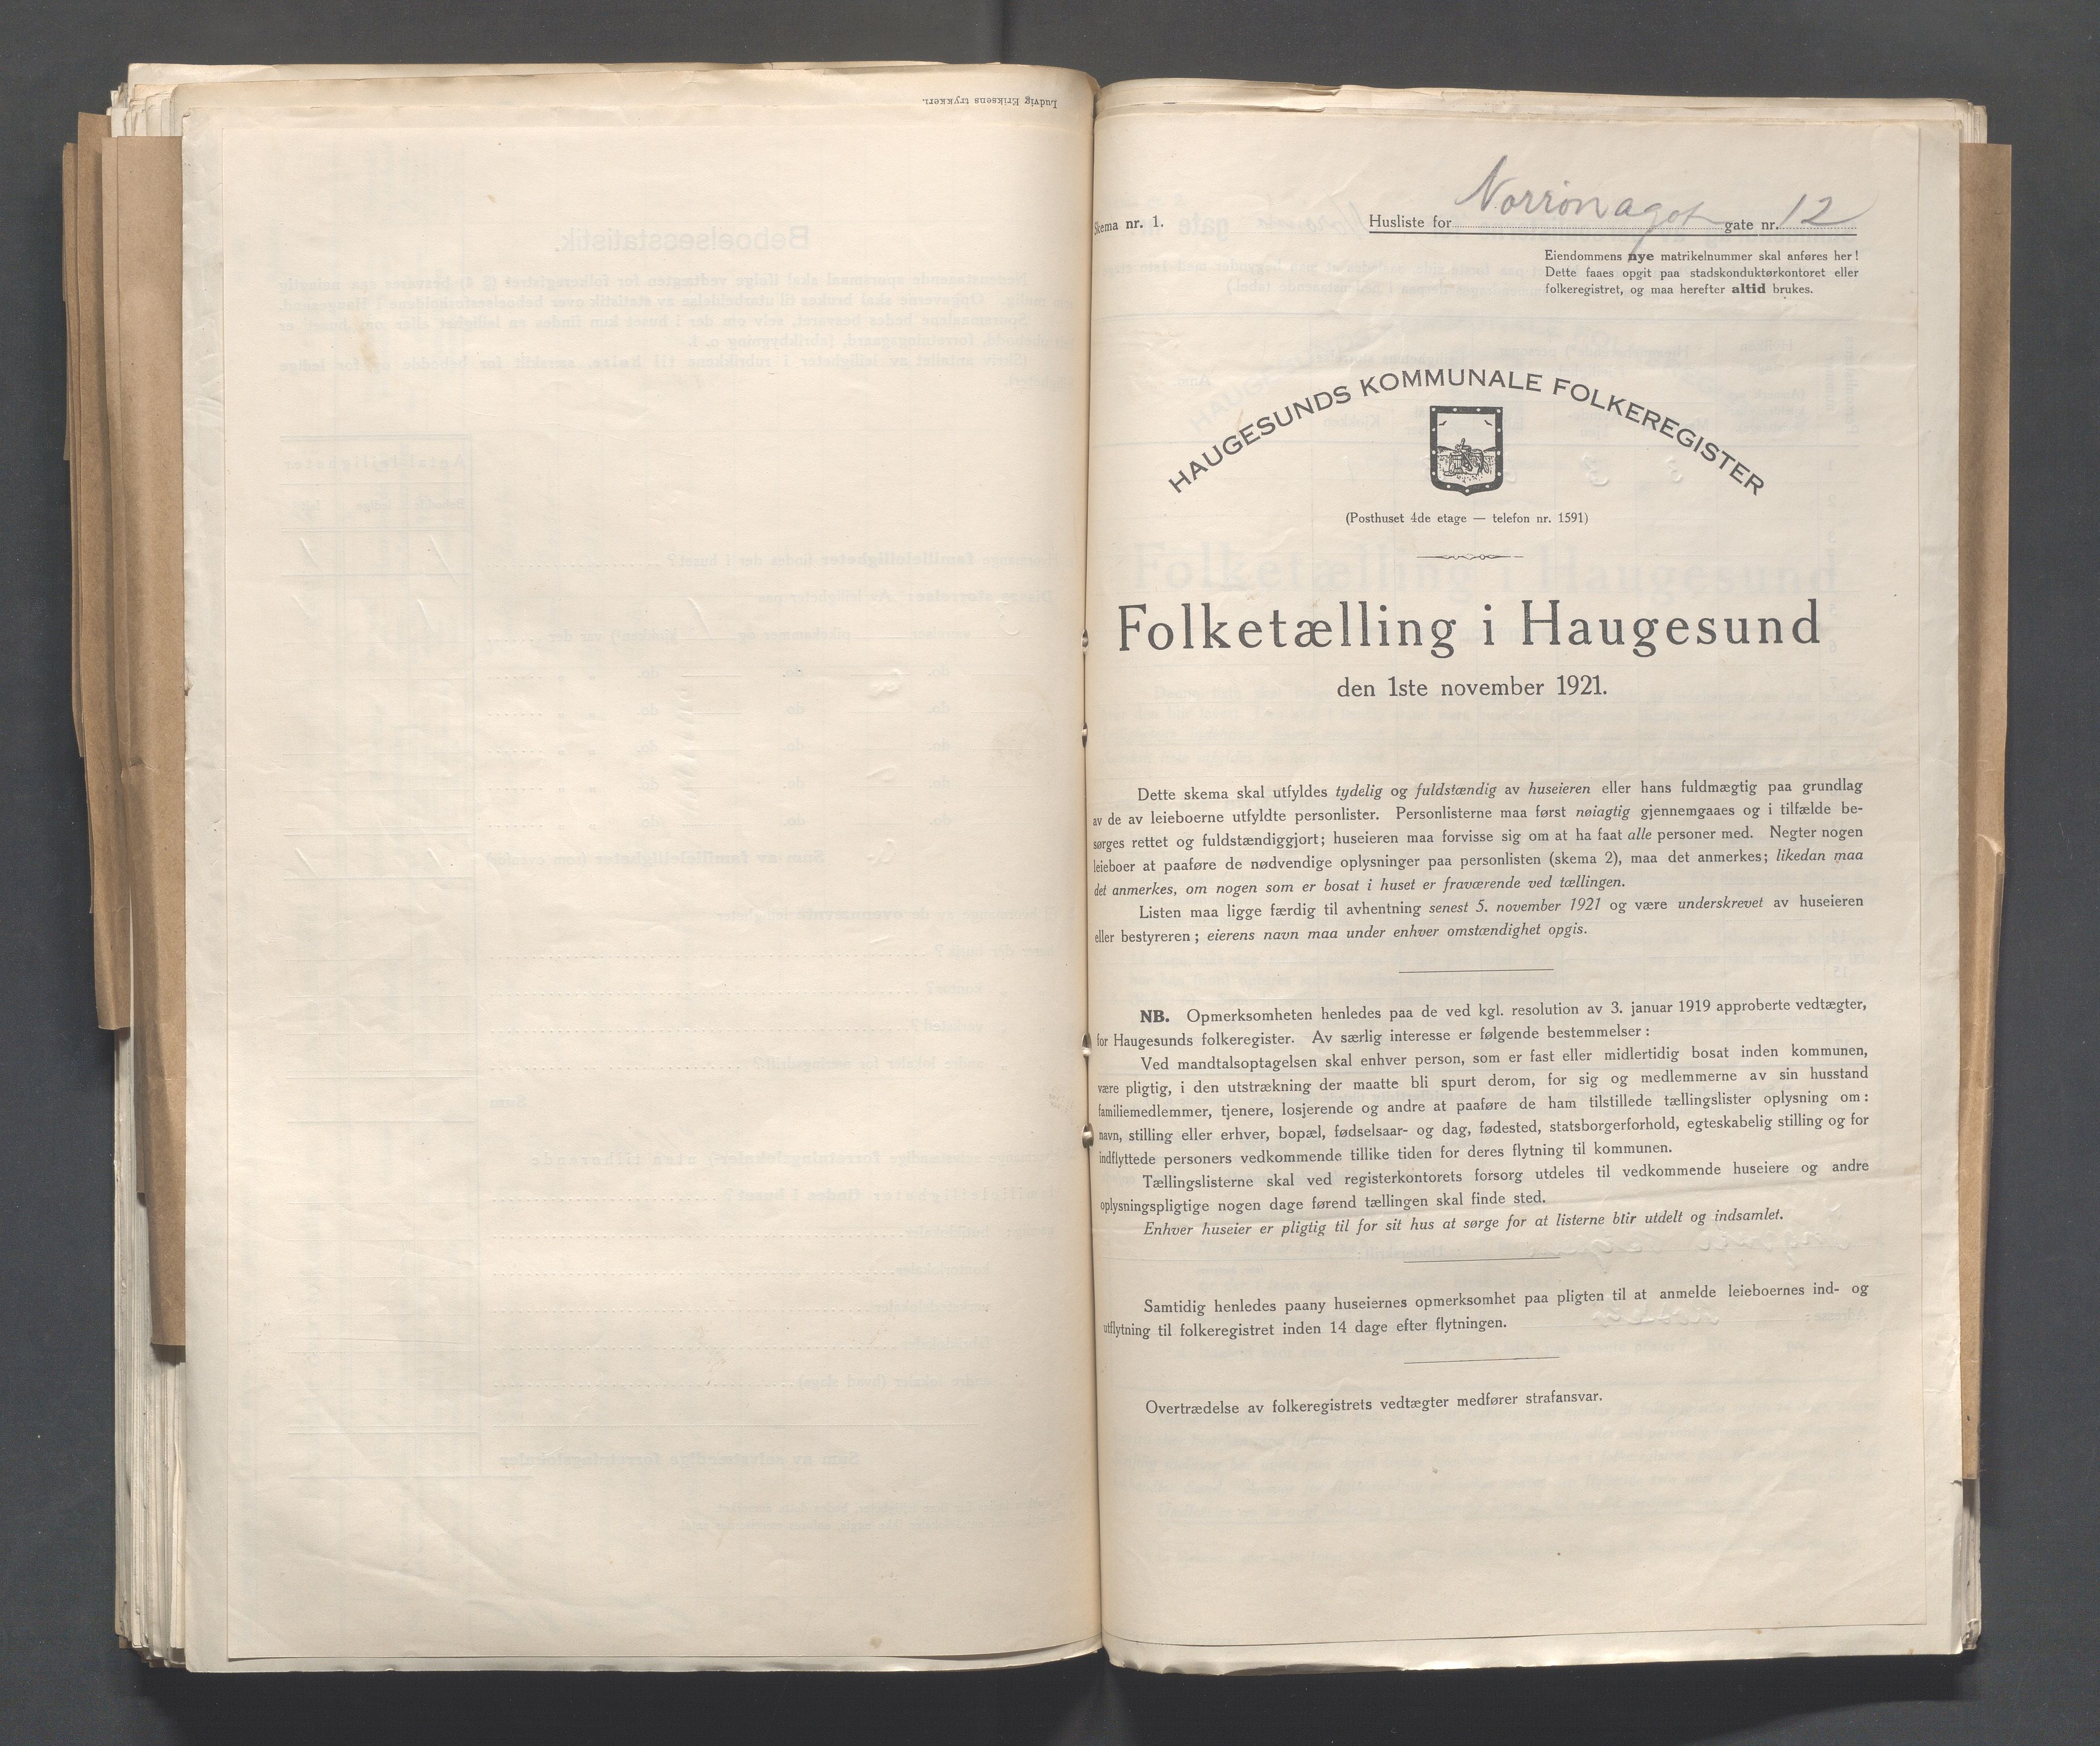 Ludvig Eriksens trykkeri.
Skema nr. 1.
Husliste for Norrönagat gate nr. 12
Eiendommens nye matrikelnummer skal anføres her!
Dette faaes opgit paa stadskonduktørkontoret eller
folkeregistret, og maa herefter altid brukes.
HAUGESUNDS KOMMUNALE FOLKEREGISTER
(Posthuset 4de etage — telefon nr. 1591)
Folketælling i Haugesund
den 1ste november 1921.
Dette skema skal utfyldes tydelig og fuldstændig av huseieren eller hans fuldmægtig paa grundlag
av de av leieboerne utfyldte personlister. Personlisterne maa først nøiagtig gjennemgaaes og i tilfælde be-
sørges rettet og fuldstændiggjort; huseieren maa forvisse sig om at ha faat alle personer med. Negter nogen
leieboer at paaføre de nødvendige oplysninger paa personlisten (skema 2), maa det anmerkes; likedan maa
det anmerkes, om nogen som er bosat i huset er fraværende ved tællingen.
Listen maa ligge færdig til avhentning senest 5. november 1921 og være underskrevet av huseieren
eller bestyreren; eierens navn maa under enhver omstændighet opgis.
NB. Opmerksomheten henledes paa de ved kgl. resolution av 3. januar 1919 approberte vedtægter,
for Haugesunds folkeregister. Av særlig interesse er følgende bestemmelser:
Ved mandtalsoptagelsen skal enhver person, som er fast eller midlertidig bosat inden kommunen,
være pligtig, i den utstrækning der maatte bli spurt derom, for sig og medlemmerne av sin husstand
familiemedlemmer, tjenere, losjerende og andre at paaføre de ham tilstillede tællingslister oplysning om:
navn, stilling eller erhver, bopæl, fødselsaar- og dag, fødested, statsborgerforhold, egteskabelig stilling og for
indflyttede personers vedkommende tillike tiden for deres flytning til kommunen.
Tællingslisterne skal ved registerkontorets forsorg utdeles til vedkommende huseiere og andre
oplysningspligtige nogen dage førend tællingen skal finde sted.
Enhver huseier er pligtig til for sit hus at sørge for at listerne blir utdelt og indsamlet.
Samtidig henledes paany huseiernes opmerksomhet paa pligten til at anmelde leieboernes ind- og
utflytning til folkeregistret inden 14 dage efter flytningen.
Overtrædelse av folkeregistrets vedtægter medfører strafansvar.